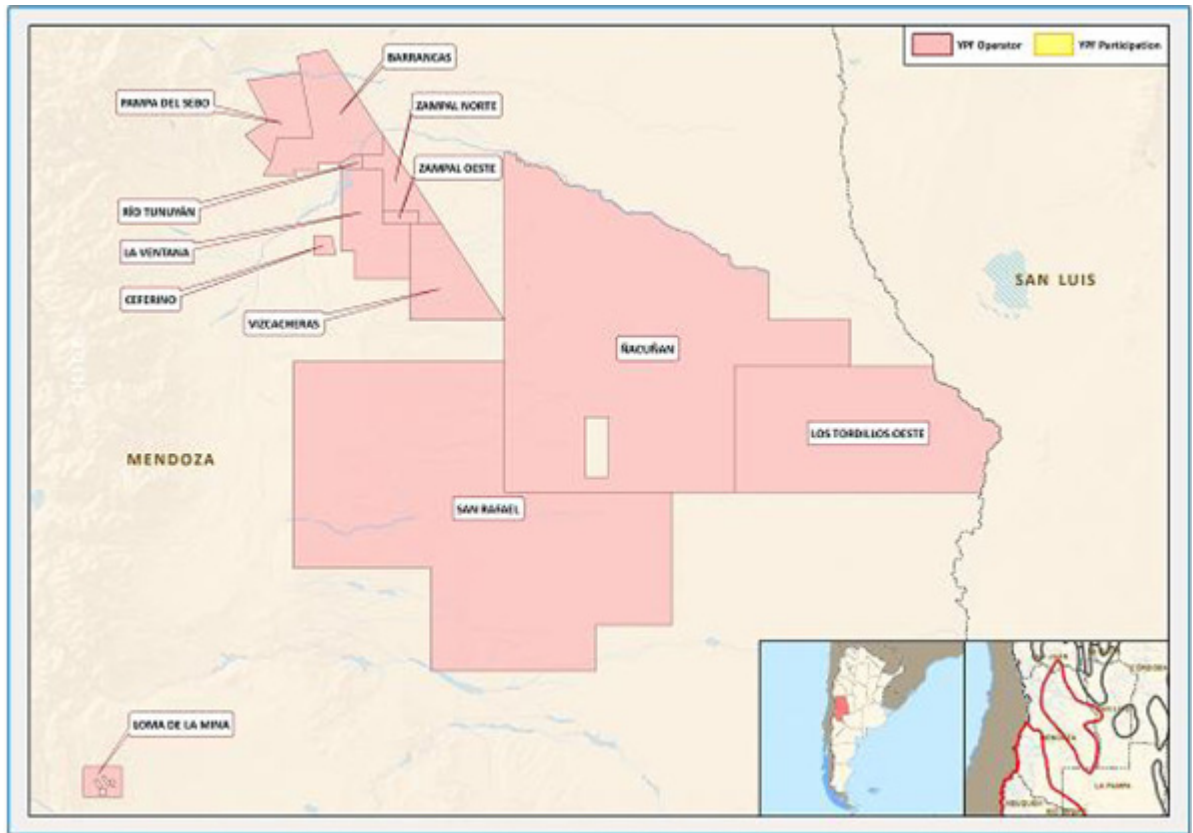 YPF Operator
YPF Participation
BARRANCAS
PAMPA DEL SEBO
ZAMPAL NORTE
ZAMPAL OESTE
RÍO TUNUYÁN
LA VENTANA
CEFERINO
VIZCACHERAS
SAN LUIS
ÑACUÑAN
LOS TORDILLOS OESTE
MENDOZA
SAN RAFAEL
LOMA DE LA MINA
MENDOZA
LA PAMPA